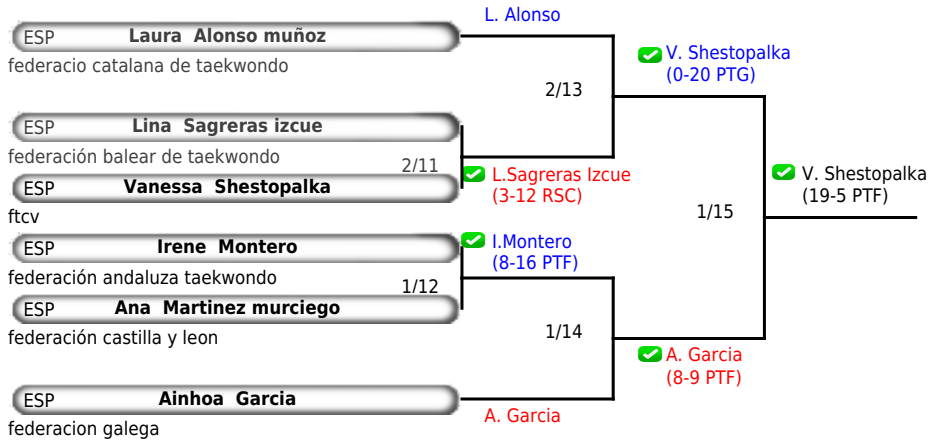 L. Alonso
ESP Laura Alonso muñoz
federacio catalana de taekwondo
V. Shestopalka
(0-20 PTG)
2/13
ESP Lina Sagreras izcue
federación balear de taekwondo
2/11
L.Sagreras Izcue
(3-12 RSC)
ESP Vanessa Shestopalka
ftcv
V. Shestopalka
(19-5 PTF)
1/15
ESP Irene Montero
federación andaluza taekwondo
I.Montero
(8-16 PTF)
1/12
ESP Ana Martinez murciego
federación castilla y leon
1/14
A. Garcia
(8-9 PTF)
ESP Ainhoa Garcia
federacion galega
A. Garcia